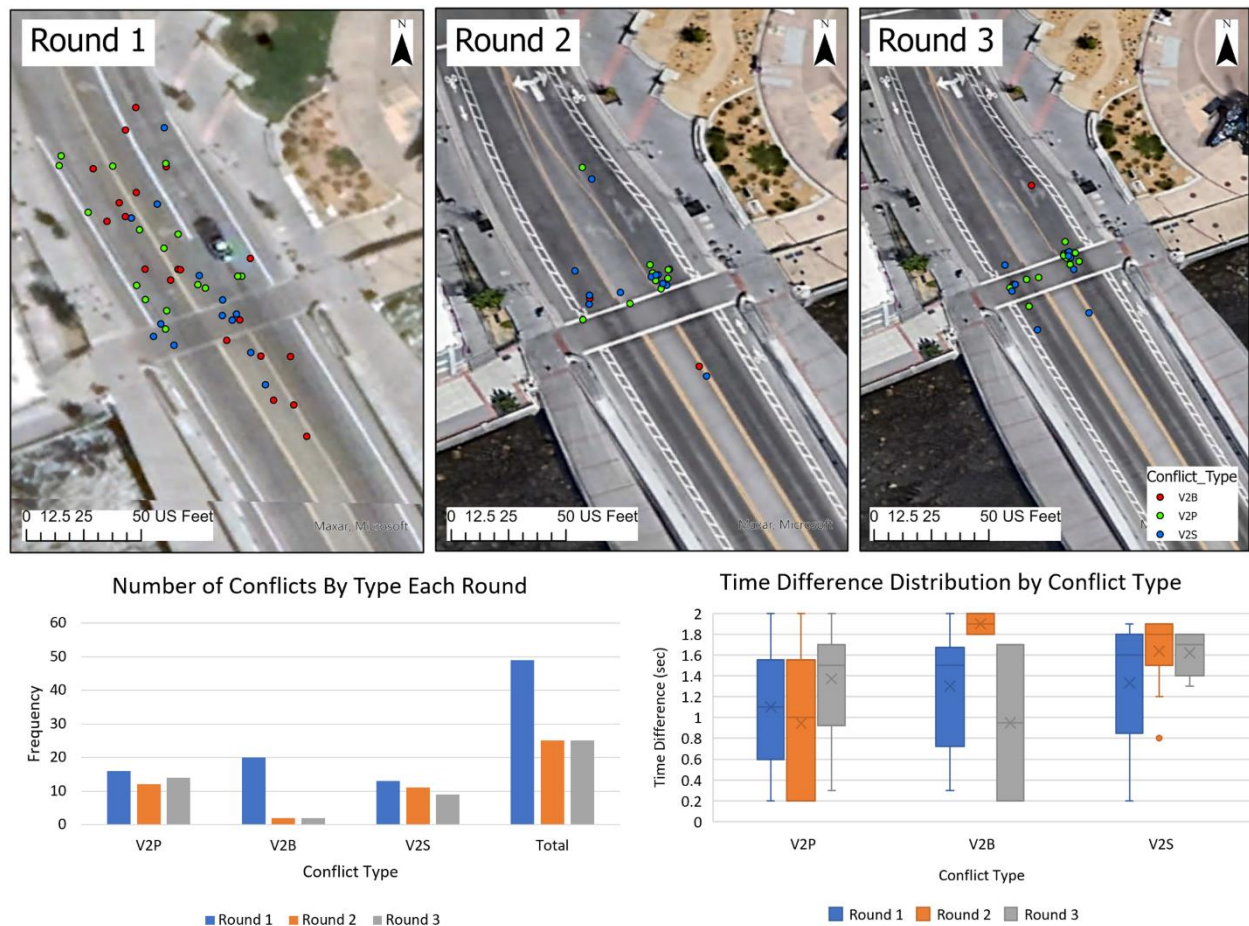 Round 1
N
Round 2
N
Round 3
N
0 12.5 25 50 US Feet
Maxar, Microsoft
0 12.5 25 50 US Feet
Maxar, Microsoft
0 12.5 25 50 US Feet
Conflict_Type
V2B
V2P
V2S
Number of Conflicts By Type Each Round
Frequency
60
50
40
30
20
10
0
V2P V2B V2S Total
Conflict Type
Round 1 Round 2 Round 3
Time Difference Distribution by Conflict Type
Time Difference (sec)
2
1.8
1.6
1.4
1.2
1
0.8
0.6
0.4
0.2
0
V2P V2B V2S
Conflict Type
Round 1 Round 2 Round 3